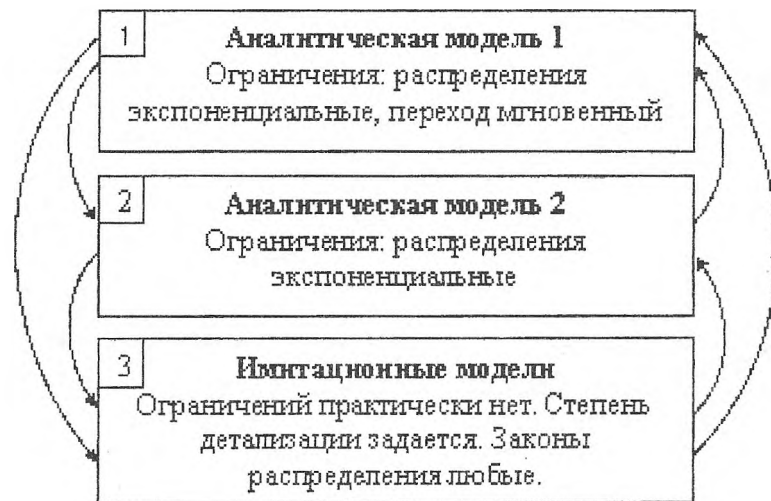 1
Аналитическая модель 1
Ограничения: распределения
экспоненциальные, переход мгновенный
2
Аналитическая модель 2
Ограничения: распределения
экспоненциальные
3
Имитационные модели
Ограничений практически нет. Степень
детализации задается. Законы
распределения любые.